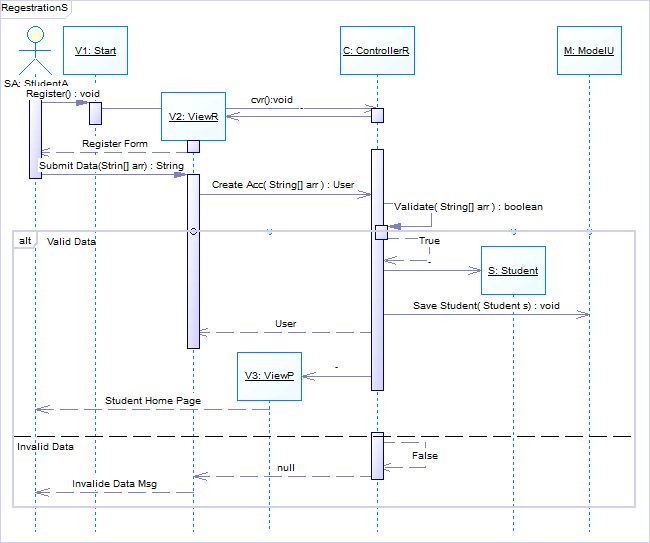 RegestrationS
V1: Start
C: ControllerR
M: ModelU
SA: StudentA
Register() : void
cvr():void
V2: ViewR
Register Form
Submit Data(Strin[] arr) : String
Create Acc( String[] arr ) : User
Validate( String[] arr ) : boolean
alt
Valid Data
True
-
S: Student
Save Student( Student s) : void
User
-
V3: ViewP
Student Home Page
Invalid Data
False
null
Invalide Data Msg